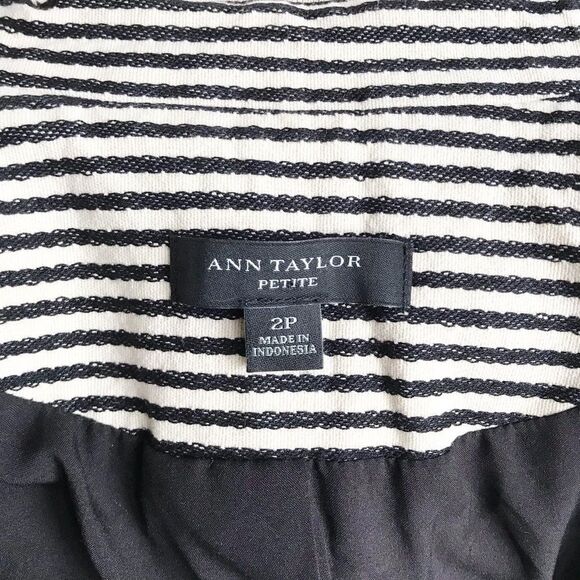 ANN TAYLOR
PETITE
2P
MADE IN
INDONESIA